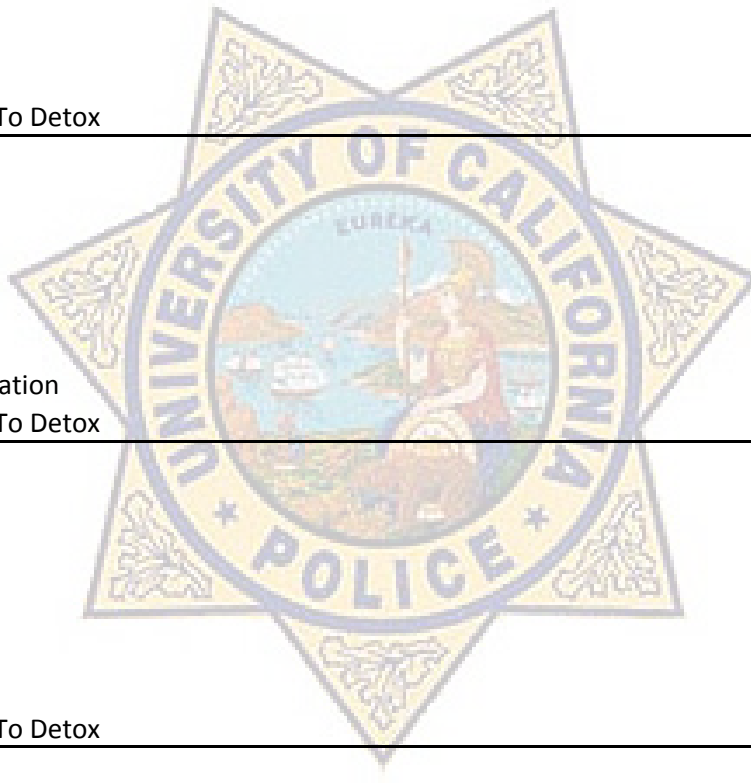 To Detox
UNIVERSITY OF CALIFORNIA
EUREKA
ation
To Detox
POLICE
To Detox